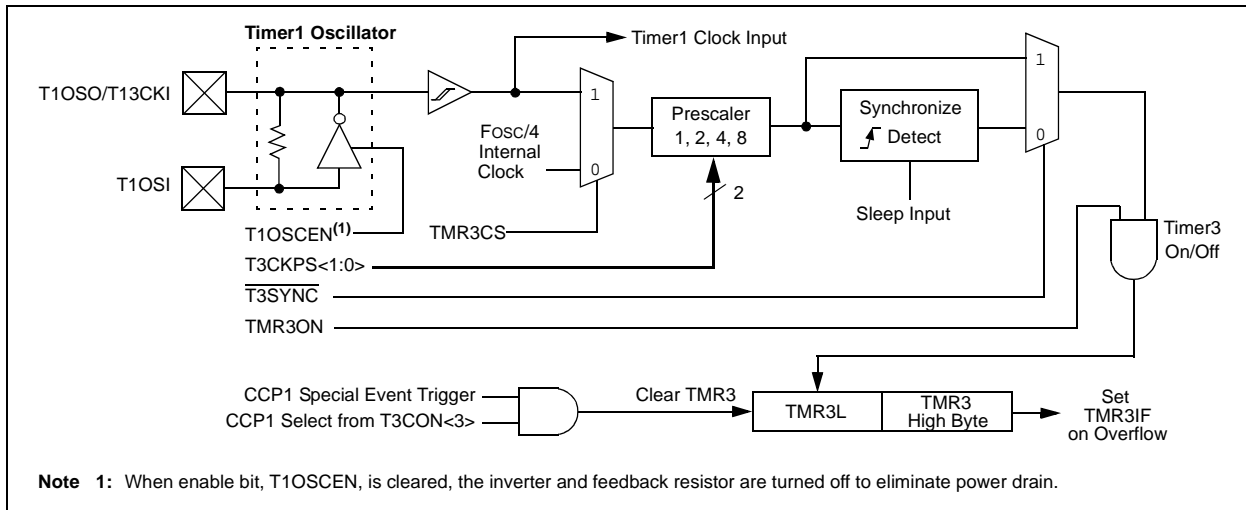 Timer1 Oscillator
Timer1 Clock Input
T1OSO/T13CKI
T1OSI
1
0
FOSC/4
Internal
Clock
Prescaler
1, 2, 4, 8
2
Synchronize
Detect
Sleep Input
1
0
T1OSCEN(1)
TMR3CS
T3CKPS<1:0>
T3SYNC
TMR3ON
Timer3
On/Off
CCP1 Special Event Trigger
CCP1 Select from T3CON<3>
Clear TMR3
TMR3L
TMR3
High Byte
Set
TMR3IF
on Overflow
Note 1: When enable bit, T1OSCEN, is cleared, the inverter and feedback resistor are turned off to eliminate power drain.